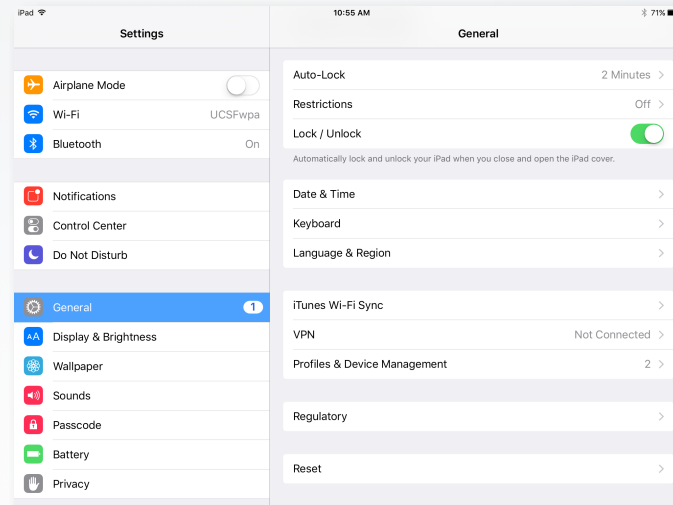 iPad 10:55 AM 71%
Settings
Airplane Mode
Wi-Fi UCSFwpa
Bluetooth On
Notifications
Control Center
Do Not Disturb
General 1
AA Display & Brightness
Wallpaper
Sounds
Passcode
Battery
Privacy
General
Auto-Lock 2 Minutes
Restrictions Off
Lock / Unlock
Automatically lock and unlock your iPad when you close and open the iPad cover.
Date & Time
Keyboard
Language & Region
iTunes Wi-Fi Sync
VPN Not Connected
Profiles & Device Management 2
Regulatory
Reset